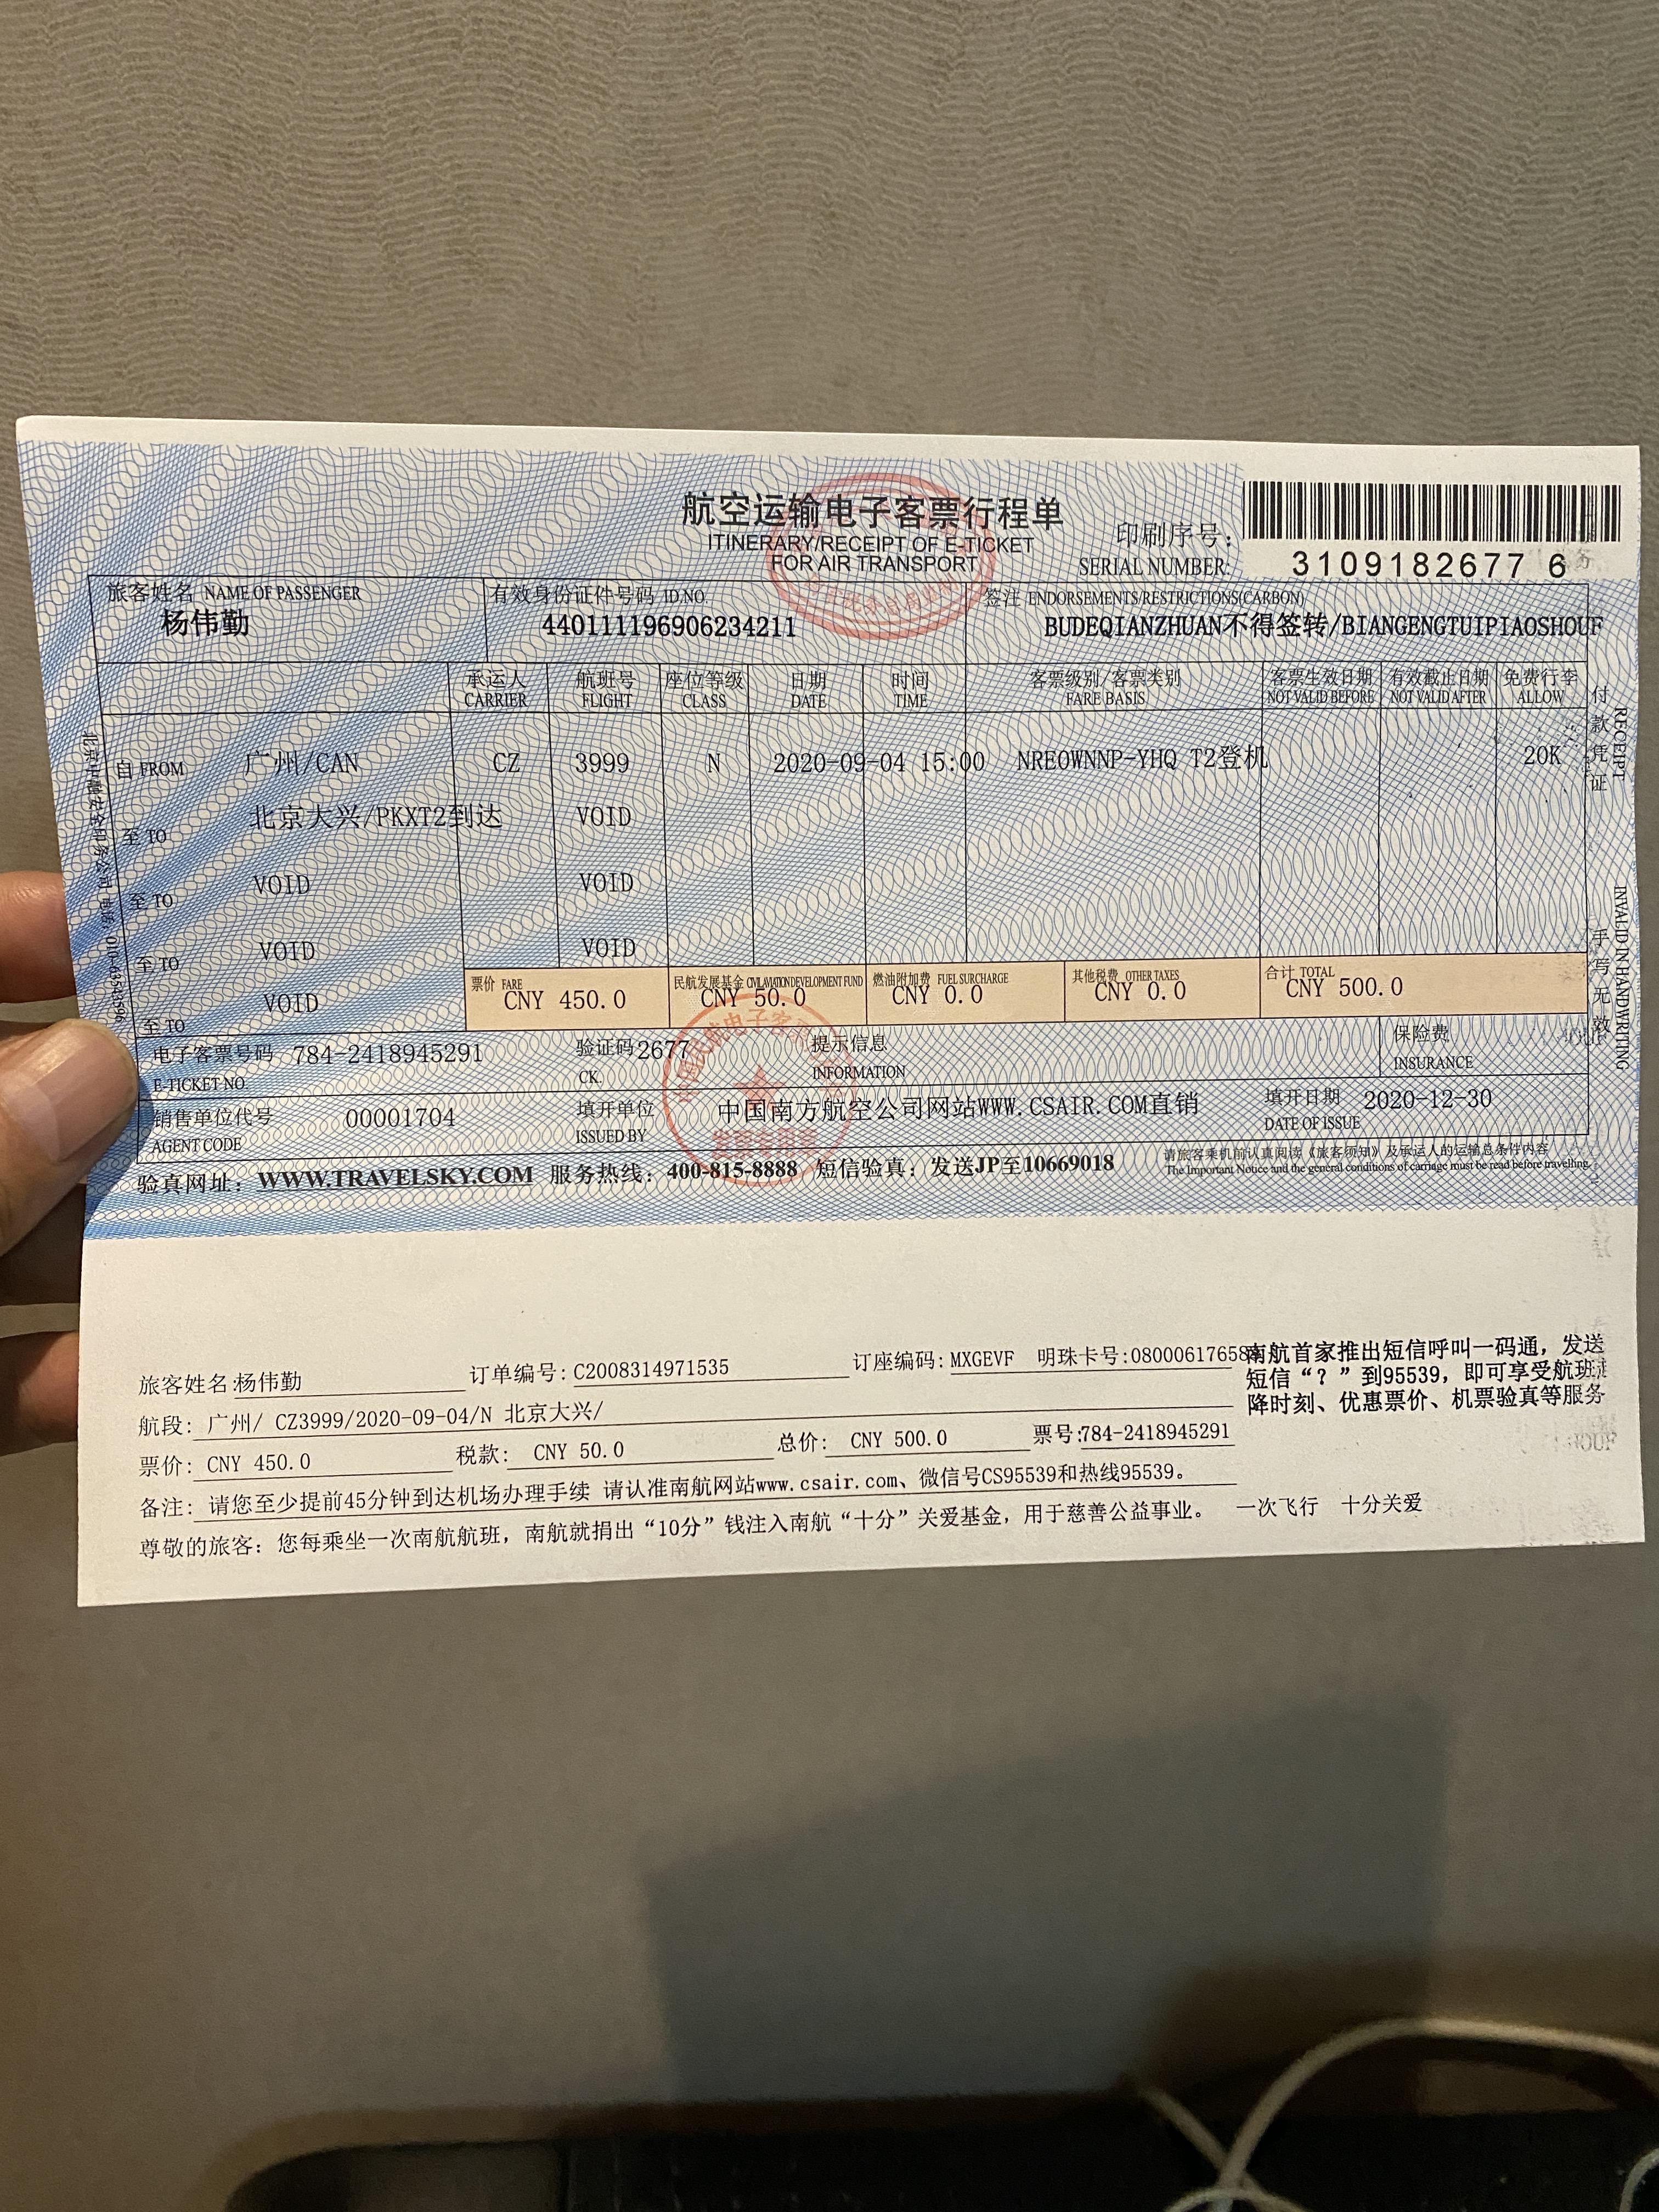 航空运输电子客票行程单
ITINERARY/RECEIPT OF E-TICKET
FOR AIR TRANSPORT
印刷序号:
SERIAL NUMBER:
3109182677 6
旅客姓名 NAME OF PASSENGER
杨伟勤
有效身份证件号码 ID.NO.
440111196906234211
签注 ENDORSEMENTS/RESTRICTIONS(CARBON)
BUDEQIANZHUAN不得签转/BIANGENGTUIPIAOSHOUF
承运人 航班号 座位等级 日期 时间 客票级别/客票类别 客票生效日期 有效截止日期 免费行李
CARRIER FLIGHT CLASS DATE TIME FARE BASIS NOT VALID BEFORE NOT VALID AFTER ALLOW
自 FROM 广州/CAN CZ 3999 N 2020-09-04 15:00 NREOWNNP-YHQ T2登机 20K
至 TO 北京大兴/PKXT2到达 VOID
至 TO VOID VOID
至 TO VOID VOID
至 TO VOID
票价 FARE 民航发展基金 CIVIL AVIATION DEVELOPMENT FUND 燃油附加费 FUEL SURCHARGE 其他税费 OTHER TAXES 合计 TOTAL
CNY 450.0 CNY 50.0 CNY 0.0 CNY 0.0 CNY 500.0
电子客票号码 784-2418945291 验证码 2677 提示信息 保险费
E-TICKET NO. CK. INFORMATION INSURANCE
销售单位代号 00001704 填开单位 中国南方航空公司网站WWW.CSAIR.COM直销 填开日期 2020-12-30
AGENT CODE ISSUED BY DATE OF ISSUE
验真网址: WWW.TRAVELSKY.COM 服务热线: 400-815-8888 短信验真: 发送JP至10669018
请旅客乘机前认真阅读《旅客须知》及承运人的运输总条件内容
The Important Notice and the general conditions of carriage must be read before travelling.
付款凭证 手写无效
RECEIPT INVALID IN HANDWRITING
发票专用章
旅客姓名:杨伟勤 订单编号:C2008314971535 订座编码:MXGEVF 明珠卡号:08000617658
航段: 广州/ CZ3999/2020-09-04/N 北京大兴/
票价: CNY 450.0 税款: CNY 50.0 总价: CNY 500.0 票号:784-2418945291
备注: 请您至少提前45分钟到达机场办理手续 请认准南航网站www.csair.com、微信号CS95539和热线95539。
尊敬的旅客: 您每乘坐一次南航航班，南航就捐出“10分”钱注入南航“十分”关爱基金，用于慈善公益事业。 一次飞行 十分关爱
南航首家推出短信呼叫一码通，发送
短信“？”到95539，即可享受航班
降时刻、优惠票价、机票验真等服务